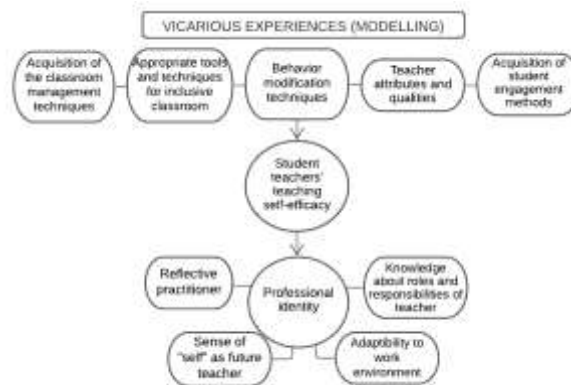 VICARIOUS EXPERIENCES (MODELLING)
Acquisition of
the classroom
management
techniques
Appropriate tools
and techniques
for inclusive
classroom
Behavior
modification
techniques
Teacher
attributes and
qualities
Acquisition of
student
engagement
methods
Student
teachers'
teaching
self-efficacy
Reflective
practitioner
Professional
identity
Knowledge
about roles and
responsibilities of
teacher
Sense of
"self" as future
teacher
Adaptibility to
work
environment